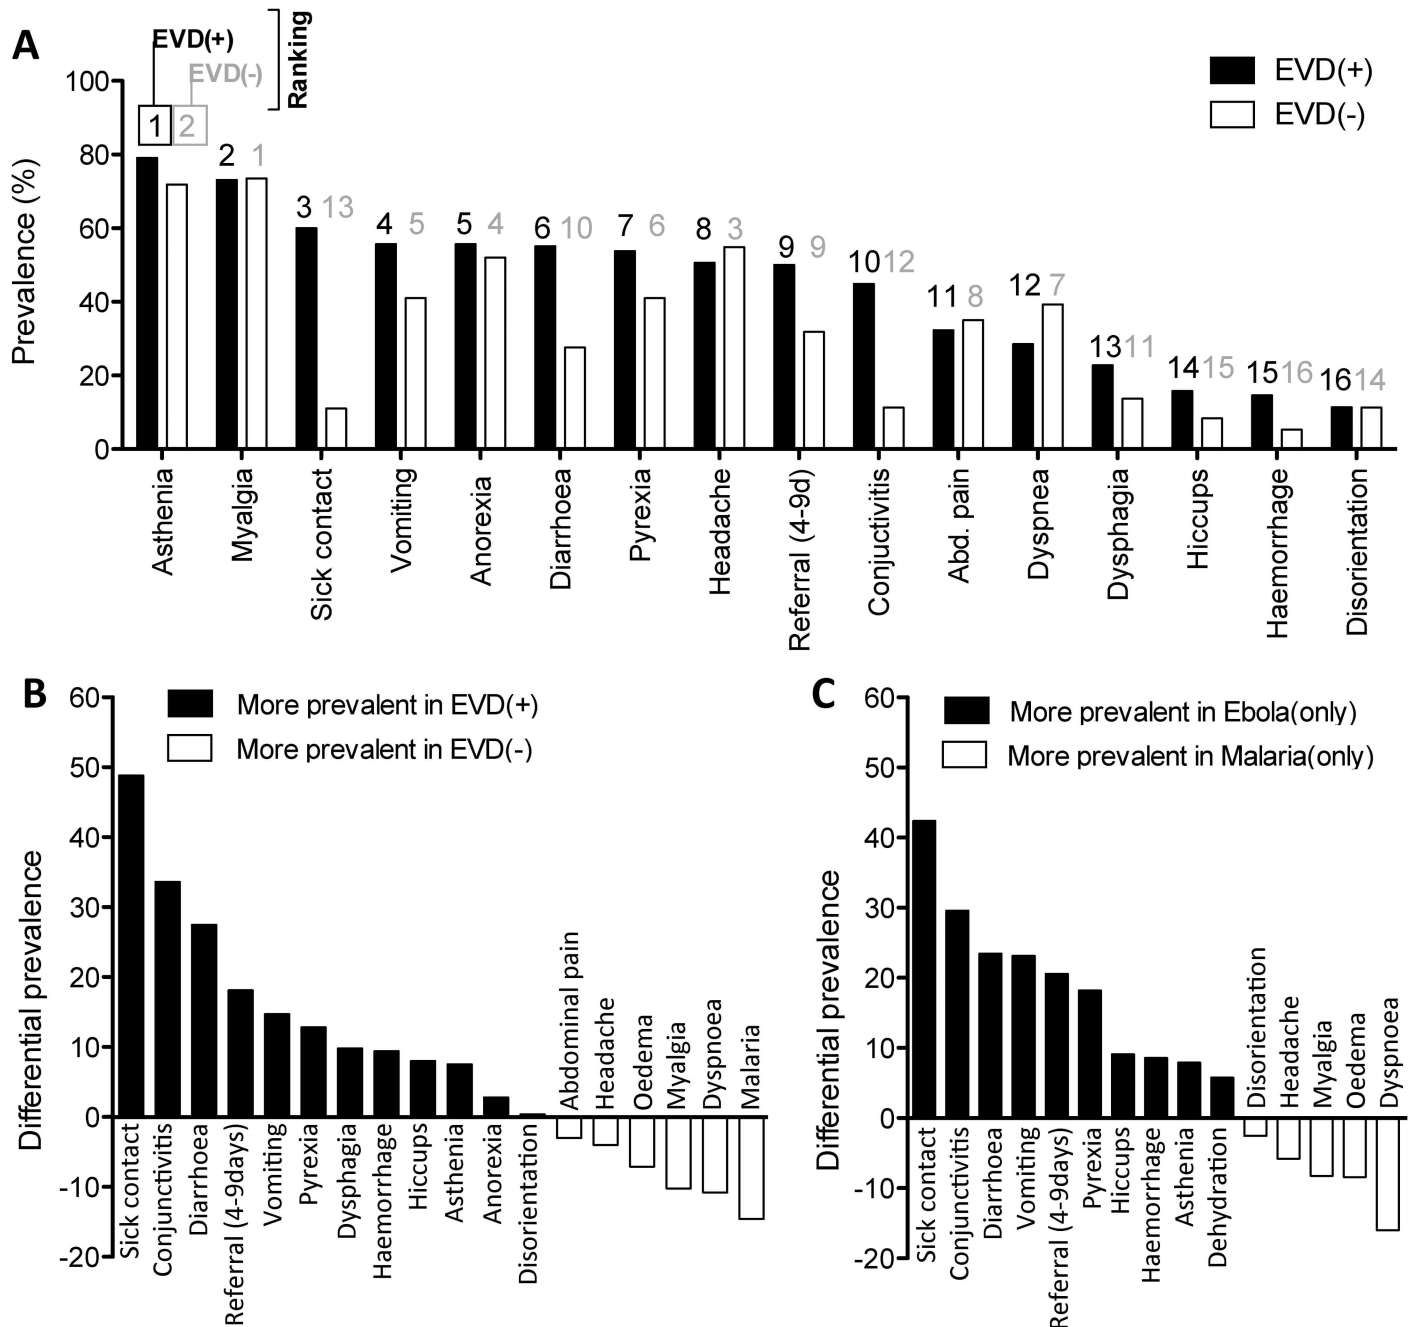 A
EVD(+)
EVD(-)
Ranking
EVD(+)
EVD(-)
Prevalence (%)
100
80
60
40
20
0
1 2
2 1
3 13
4 5
5 4
6 10
7 6
8 3
9 9
10 12
11 8
12 7
13 11
14 15
15 16
16 14
Asthenia
Myalgia
Sick contact
Vomiting
Anorexia
Diarrhoea
Pyrexia
Headache
Referral (4-9d)
Conjuctivitis
Abd. pain
Dyspnea
Dysphagia
Hiccups
Haemorrhage
Disorientation
B
More prevalent in EVD(+)
More prevalent in EVD(-)
Differential prevalence
60
50
40
30
20
10
0
-10
-20
Sick contact
Conjunctivitis
Diarrhoea
Referral (4-9days)
Vomiting
Pyrexia
Dysphagia
Haemorrhage
Hiccups
Asthenia
Anorexia
Disorientation
Abdominal pain
Headache
Oedema
Myalgia
Dyspnoea
Malaria
C
More prevalent in Ebola(only)
More prevalent in Malaria(only)
Differential prevalence
60
50
40
30
20
10
0
-10
-20
Sick contact
Conjunctivitis
Diarrhoea
Vomiting
Referral (4-9days)
Pyrexia
Hiccups
Haemorrhage
Asthenia
Dehydration
Disorientation
Headache
Myalgia
Oedema
Dyspnoea